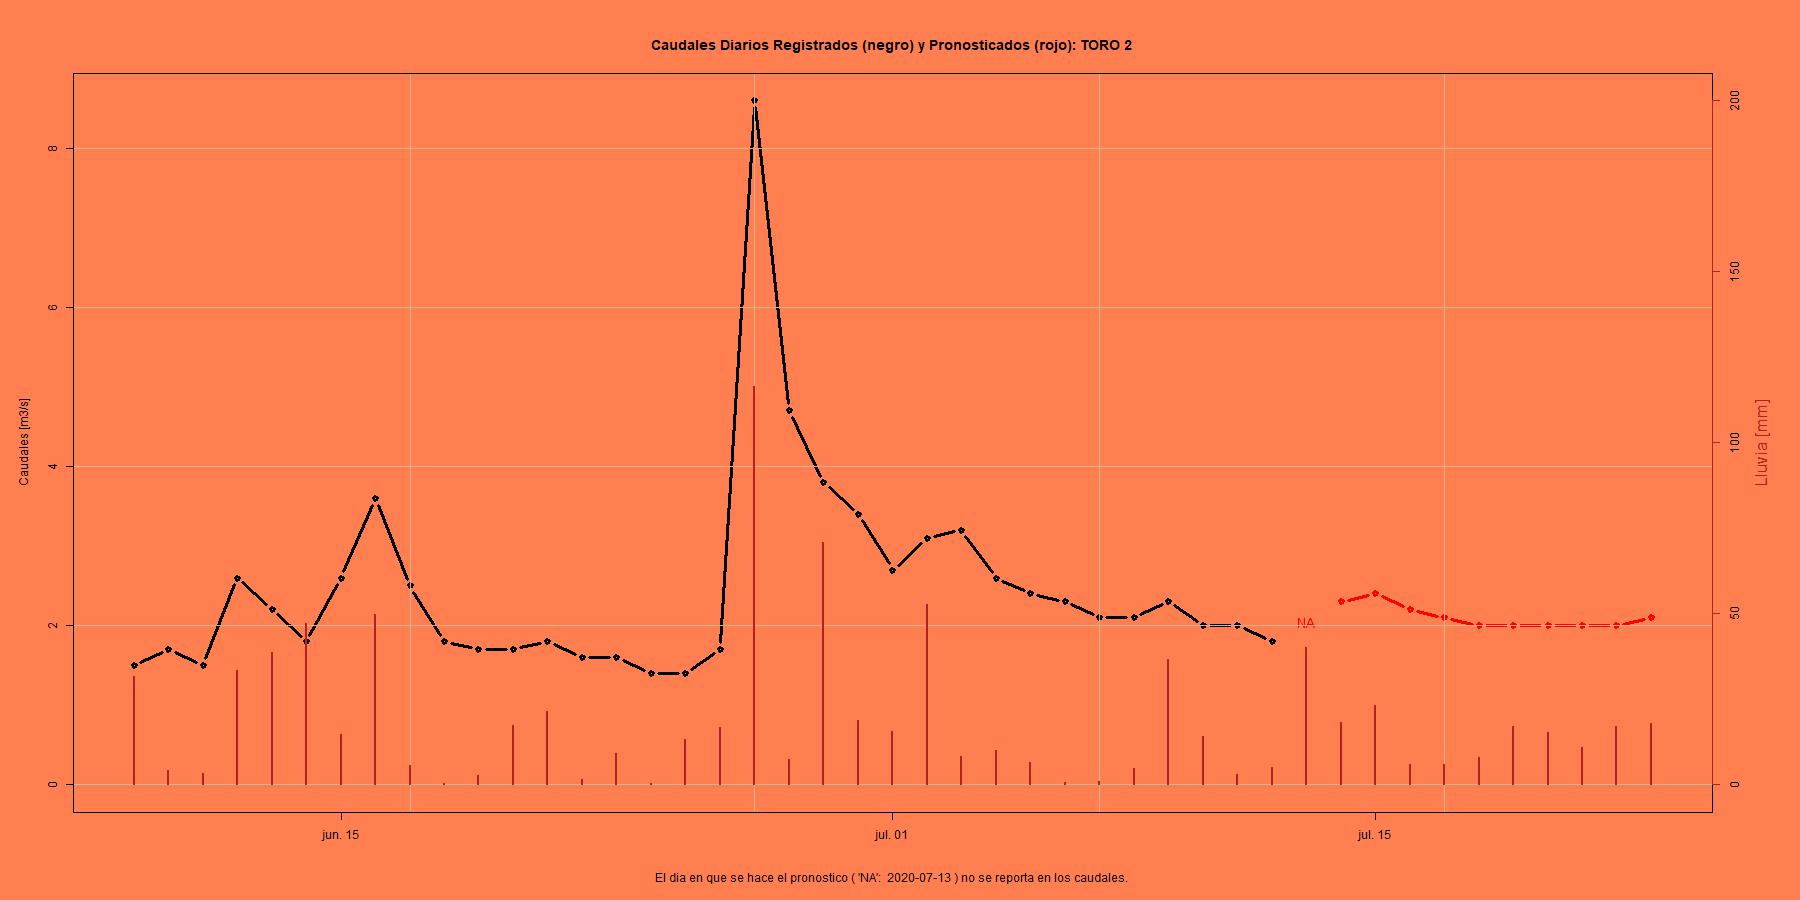 Caudales Diarios Registrados (negro) y Pronosticados (rojo): TORO 2
Caudales [m3/s]
8
6
4
2
0
200
150
100
50
0
Lluvia [mm]
NA
jun. 15
jul. 01
jul. 15
El dia en que se hace el pronostico ( 'NA': 2020-07-13 ) no se reporta en los caudales.